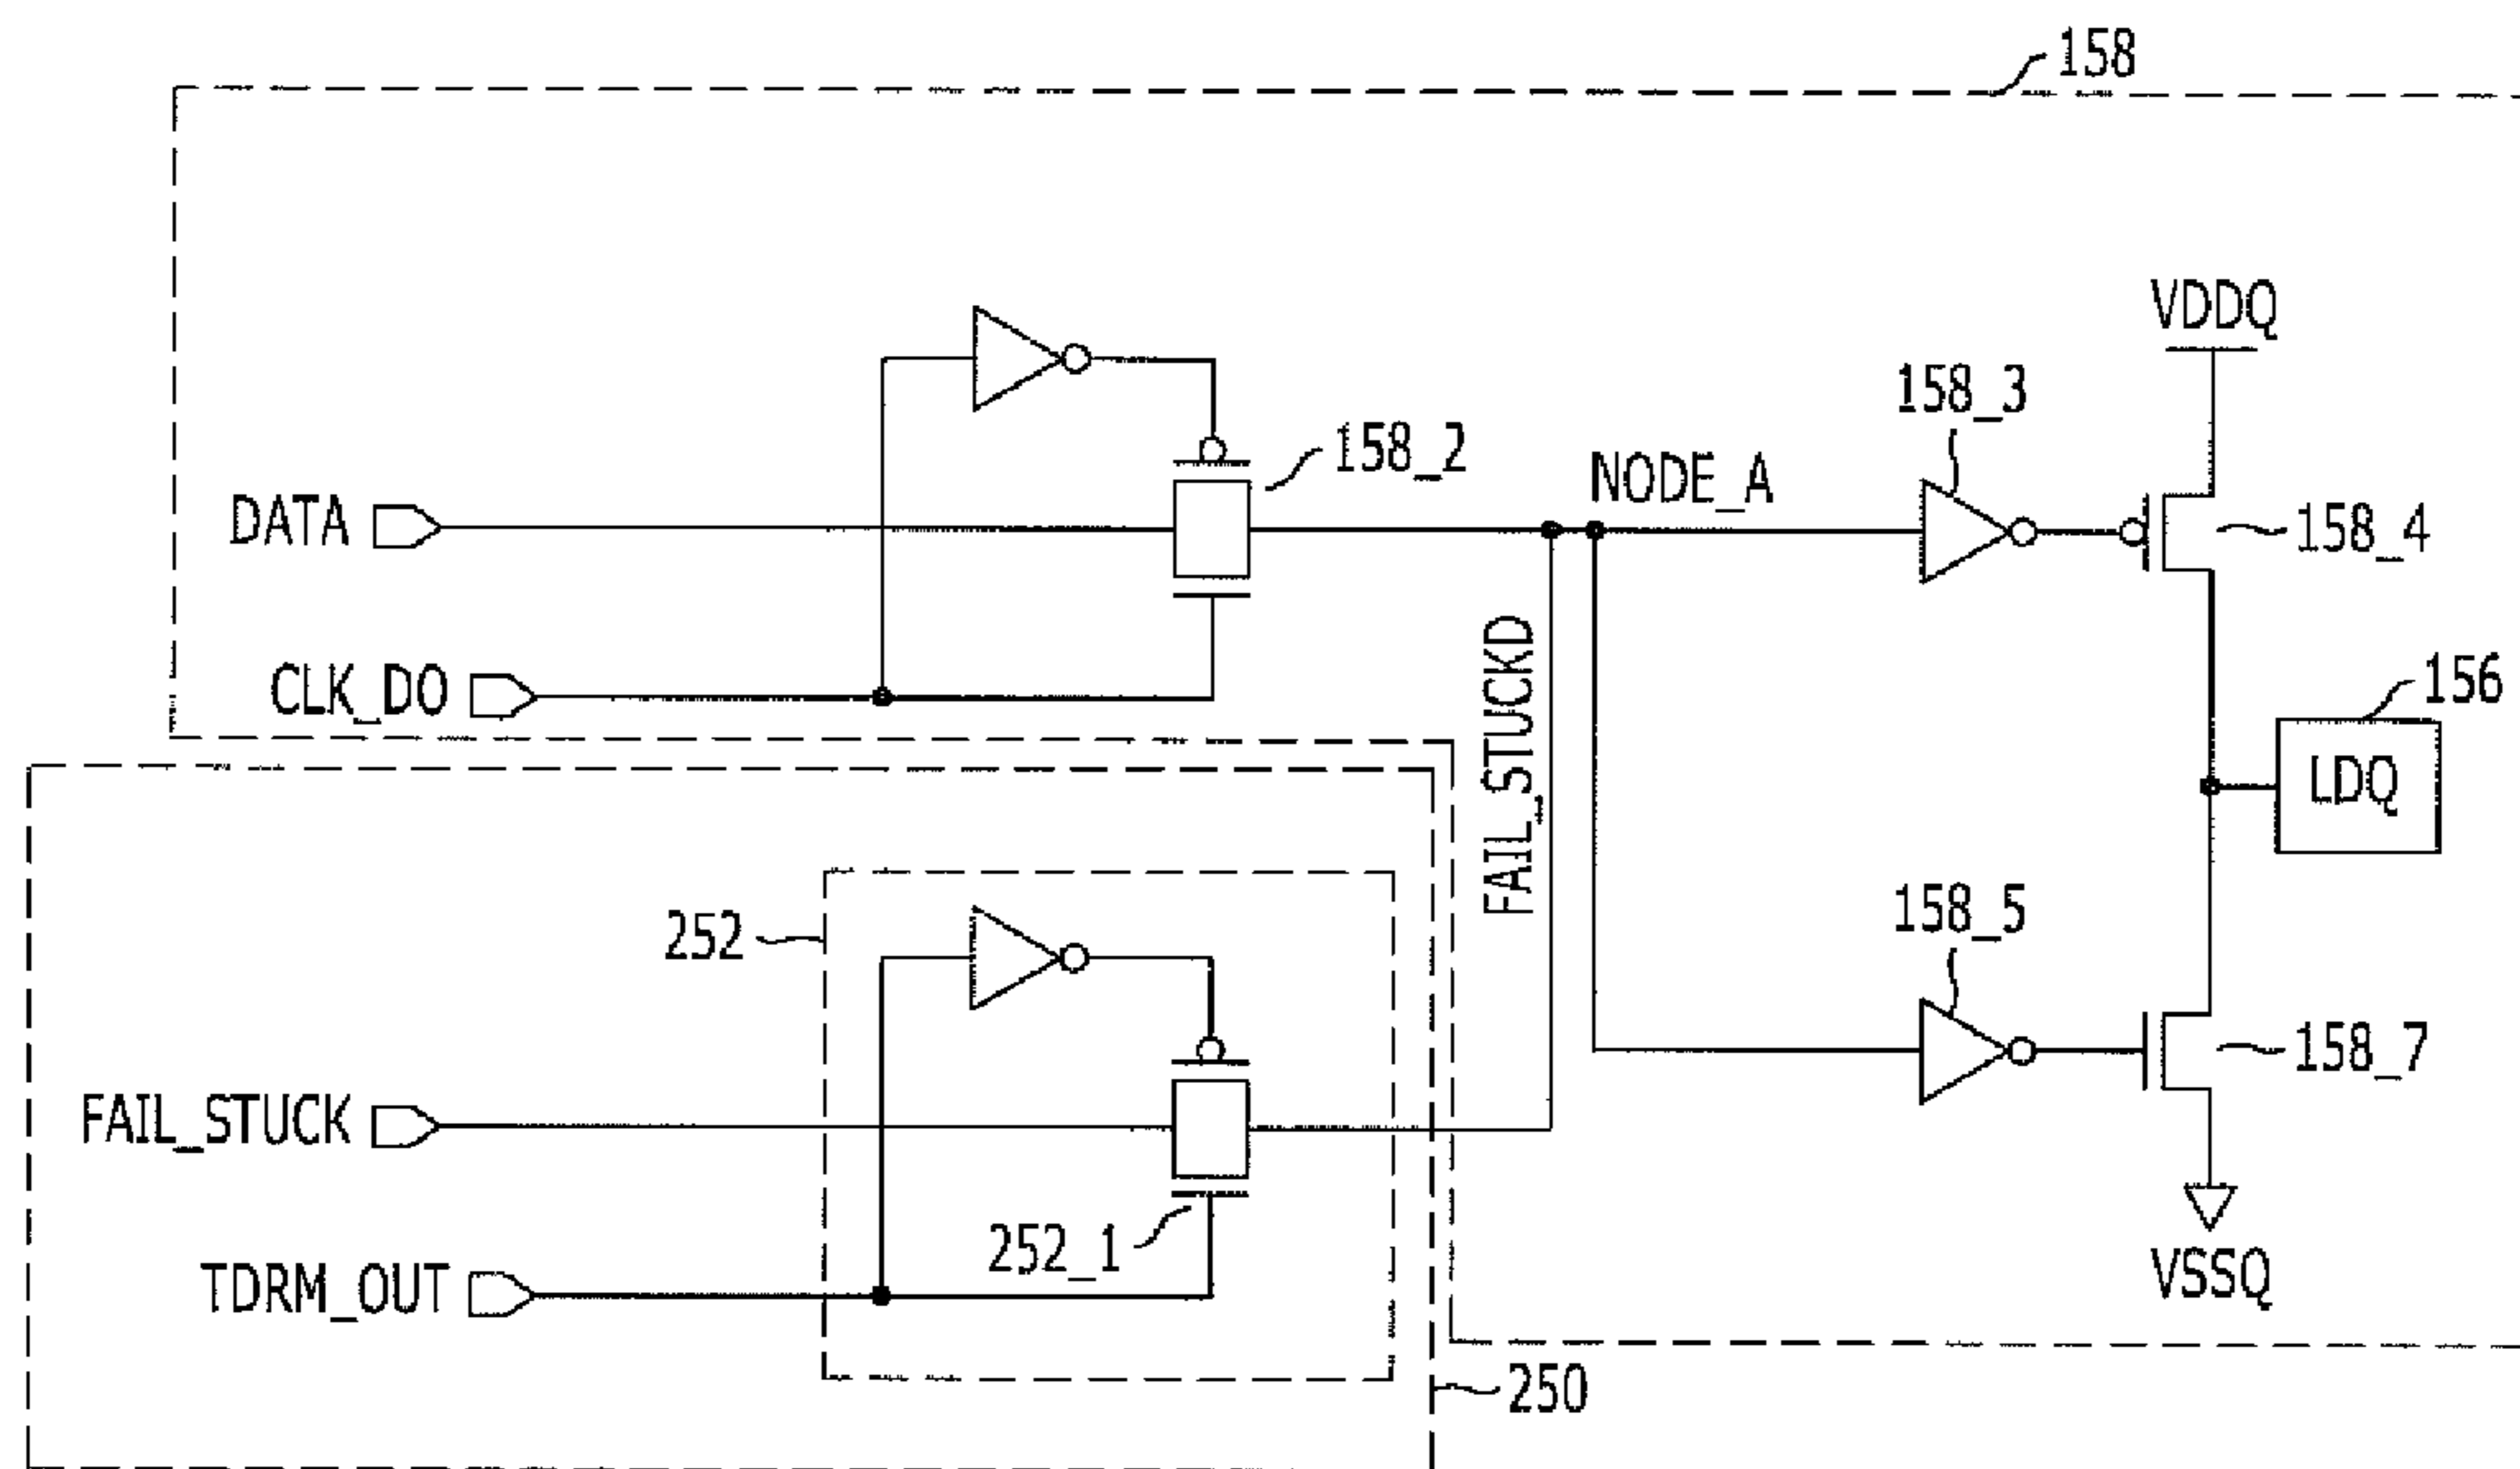 158
VDDQ
158_3
158_2
NODE_A
DATA
158_4
FAIL_STUCKD
CLK_DO
156
LDQ
252
158_5
FAIL_STUCK
158_7
252_1
TDRM_OUT
VSSQ
250